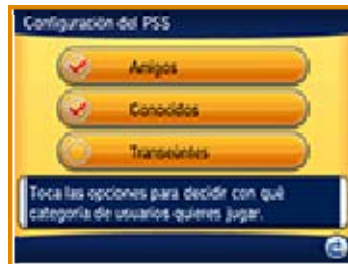 Configuración del PSS
Amigos
Conocidos
Transeúntes
Toca las opciones para decidir con qué
categoría de usuarios quieres jugar.